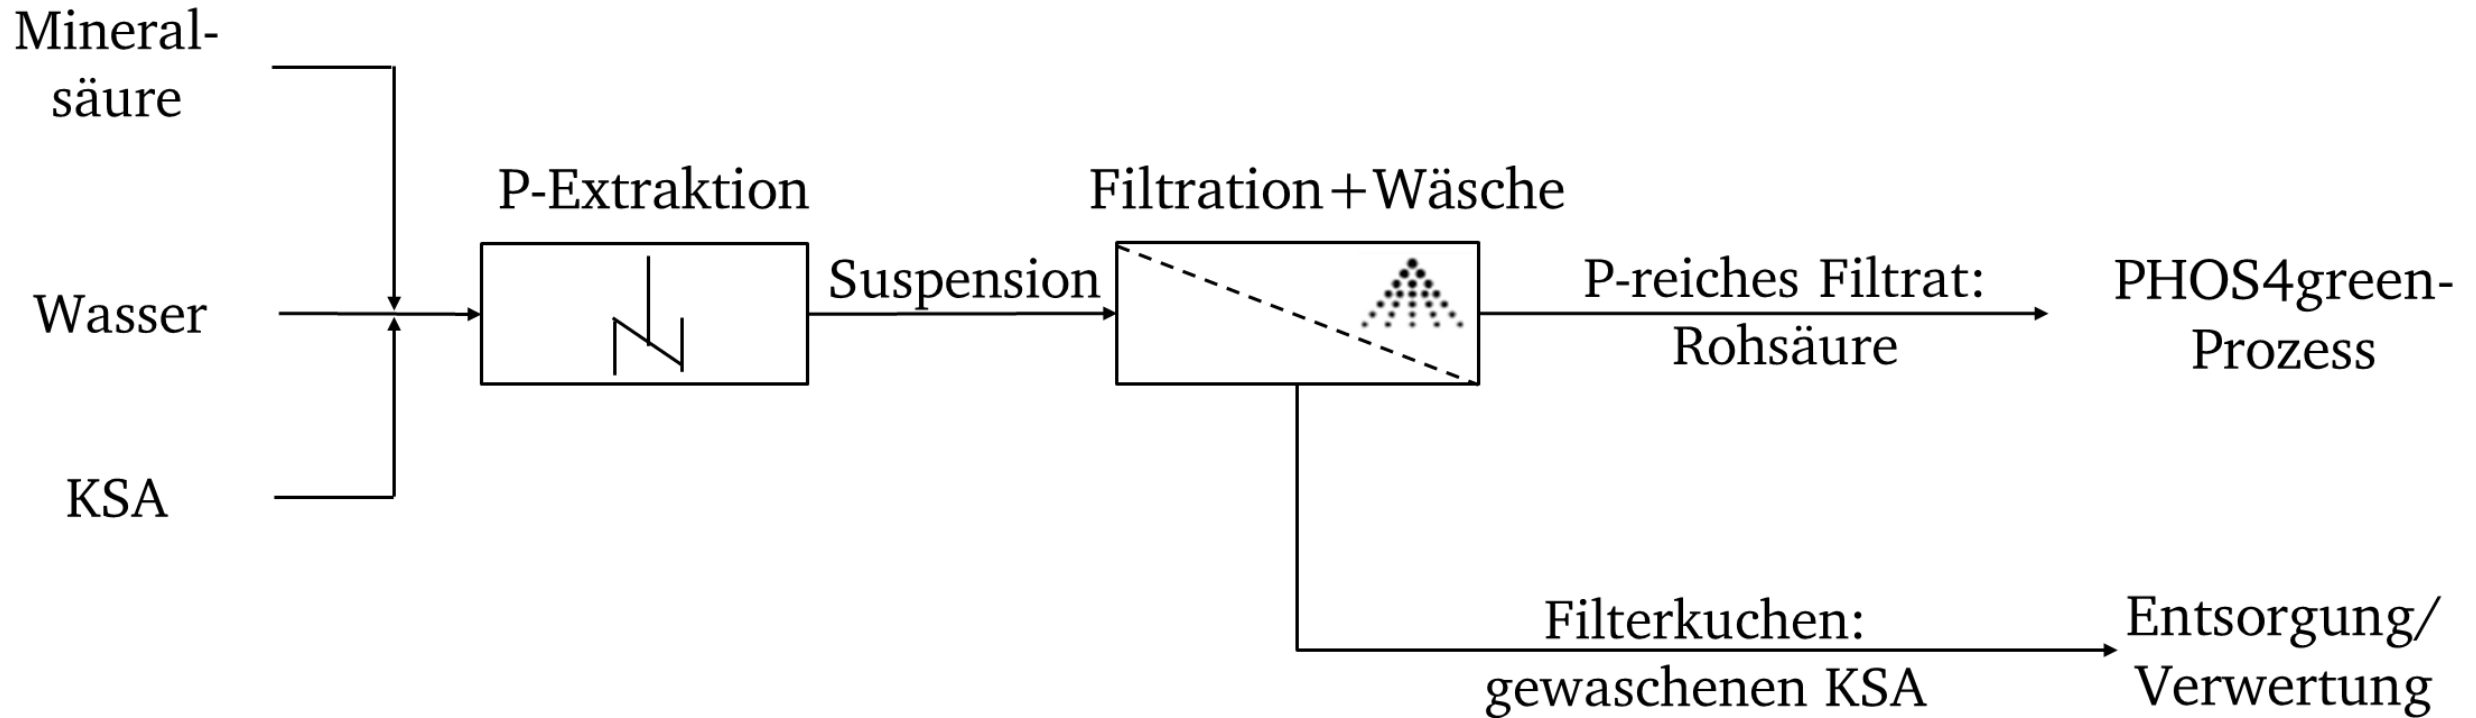 Mineral-
säure
P-Extraktion
Filtration+Wäsche
Wasser
Suspension
P-reiches Filtrat:
Rohsäure
PHOS4green-
Prozess
KSA
Filterkuchen:
gewaschenen KSA
Entsorgung/
Verwertung